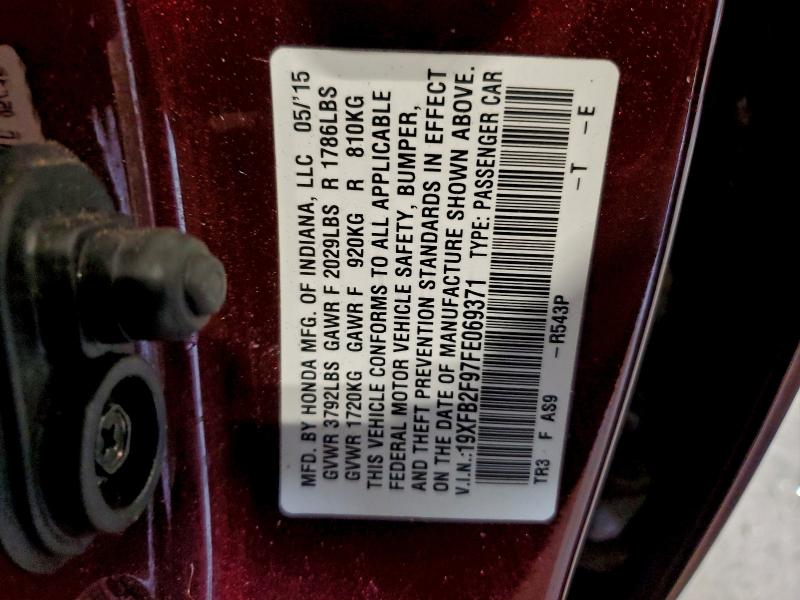 MFD. BY HONDA MFG. OF INDIANA, LLC 05/'15
GVWR 3792LBS GAWR F 2029LBS R 1786LBS
GVWR 1720KG GAWR F 920KG R 810KG
THIS VEHICLE CONFORMS TO ALL APPLICABLE
FEDERAL MOTOR VEHICLE SAFETY, BUMPER,
AND THEFT PREVENTION STANDARDS IN EFFECT
ON THE DATE OF MANUFACTURE SHOWN ABOVE.
V.I.N.:19XFB2F97FE069371 TYPE: PASSENGER CAR
TR3 F AS9 -R543P -T -E